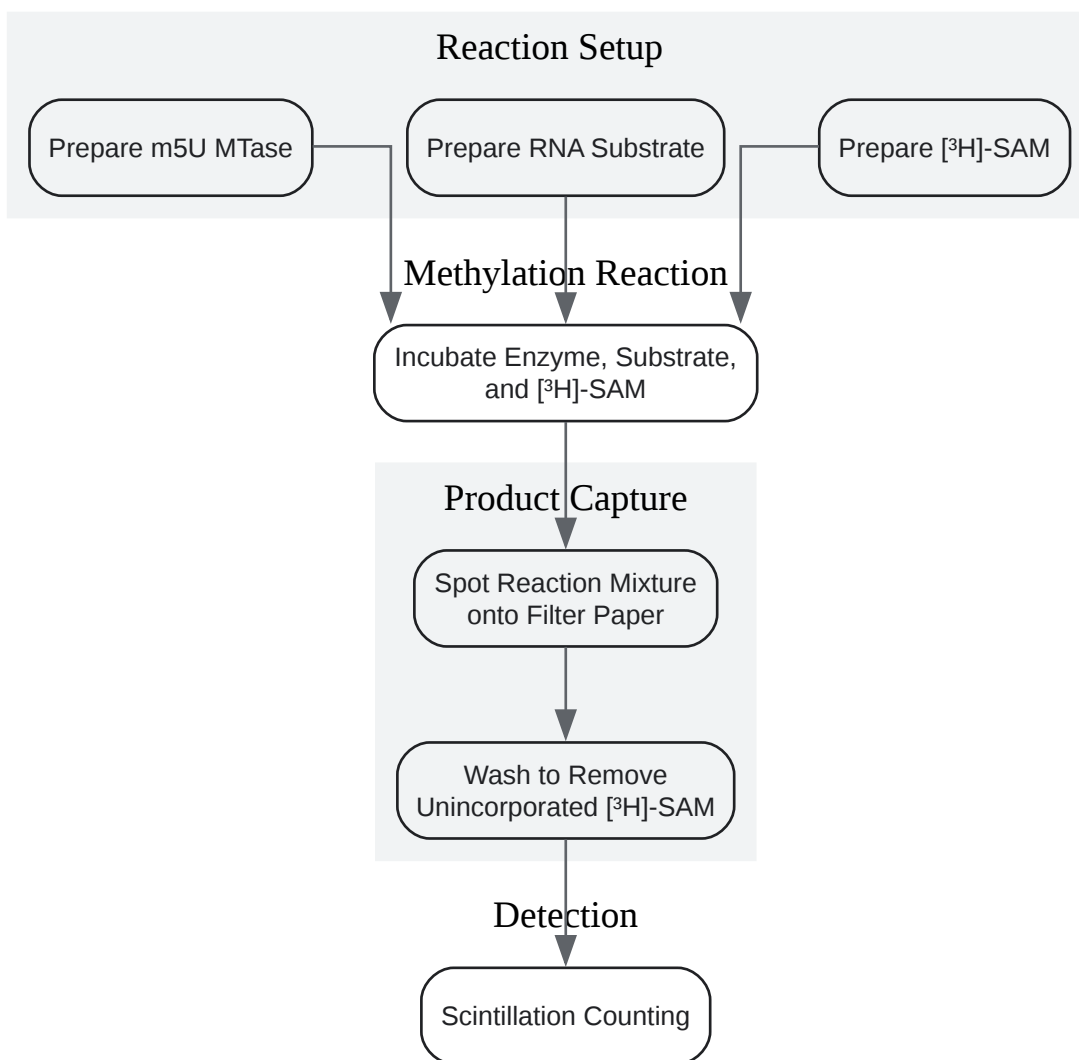 Reaction Setup
Prepare m5U MTase
Prepare RNA Substrate
Prepare [³H]-SAM
Methylation Reaction
Incubate Enzyme, Substrate,
and [³H]-SAM
Product Capture
Spot Reaction Mixture
onto Filter Paper
Wash to Remove
Unincorporated [³H]-SAM
Detection
Scintillation Counting